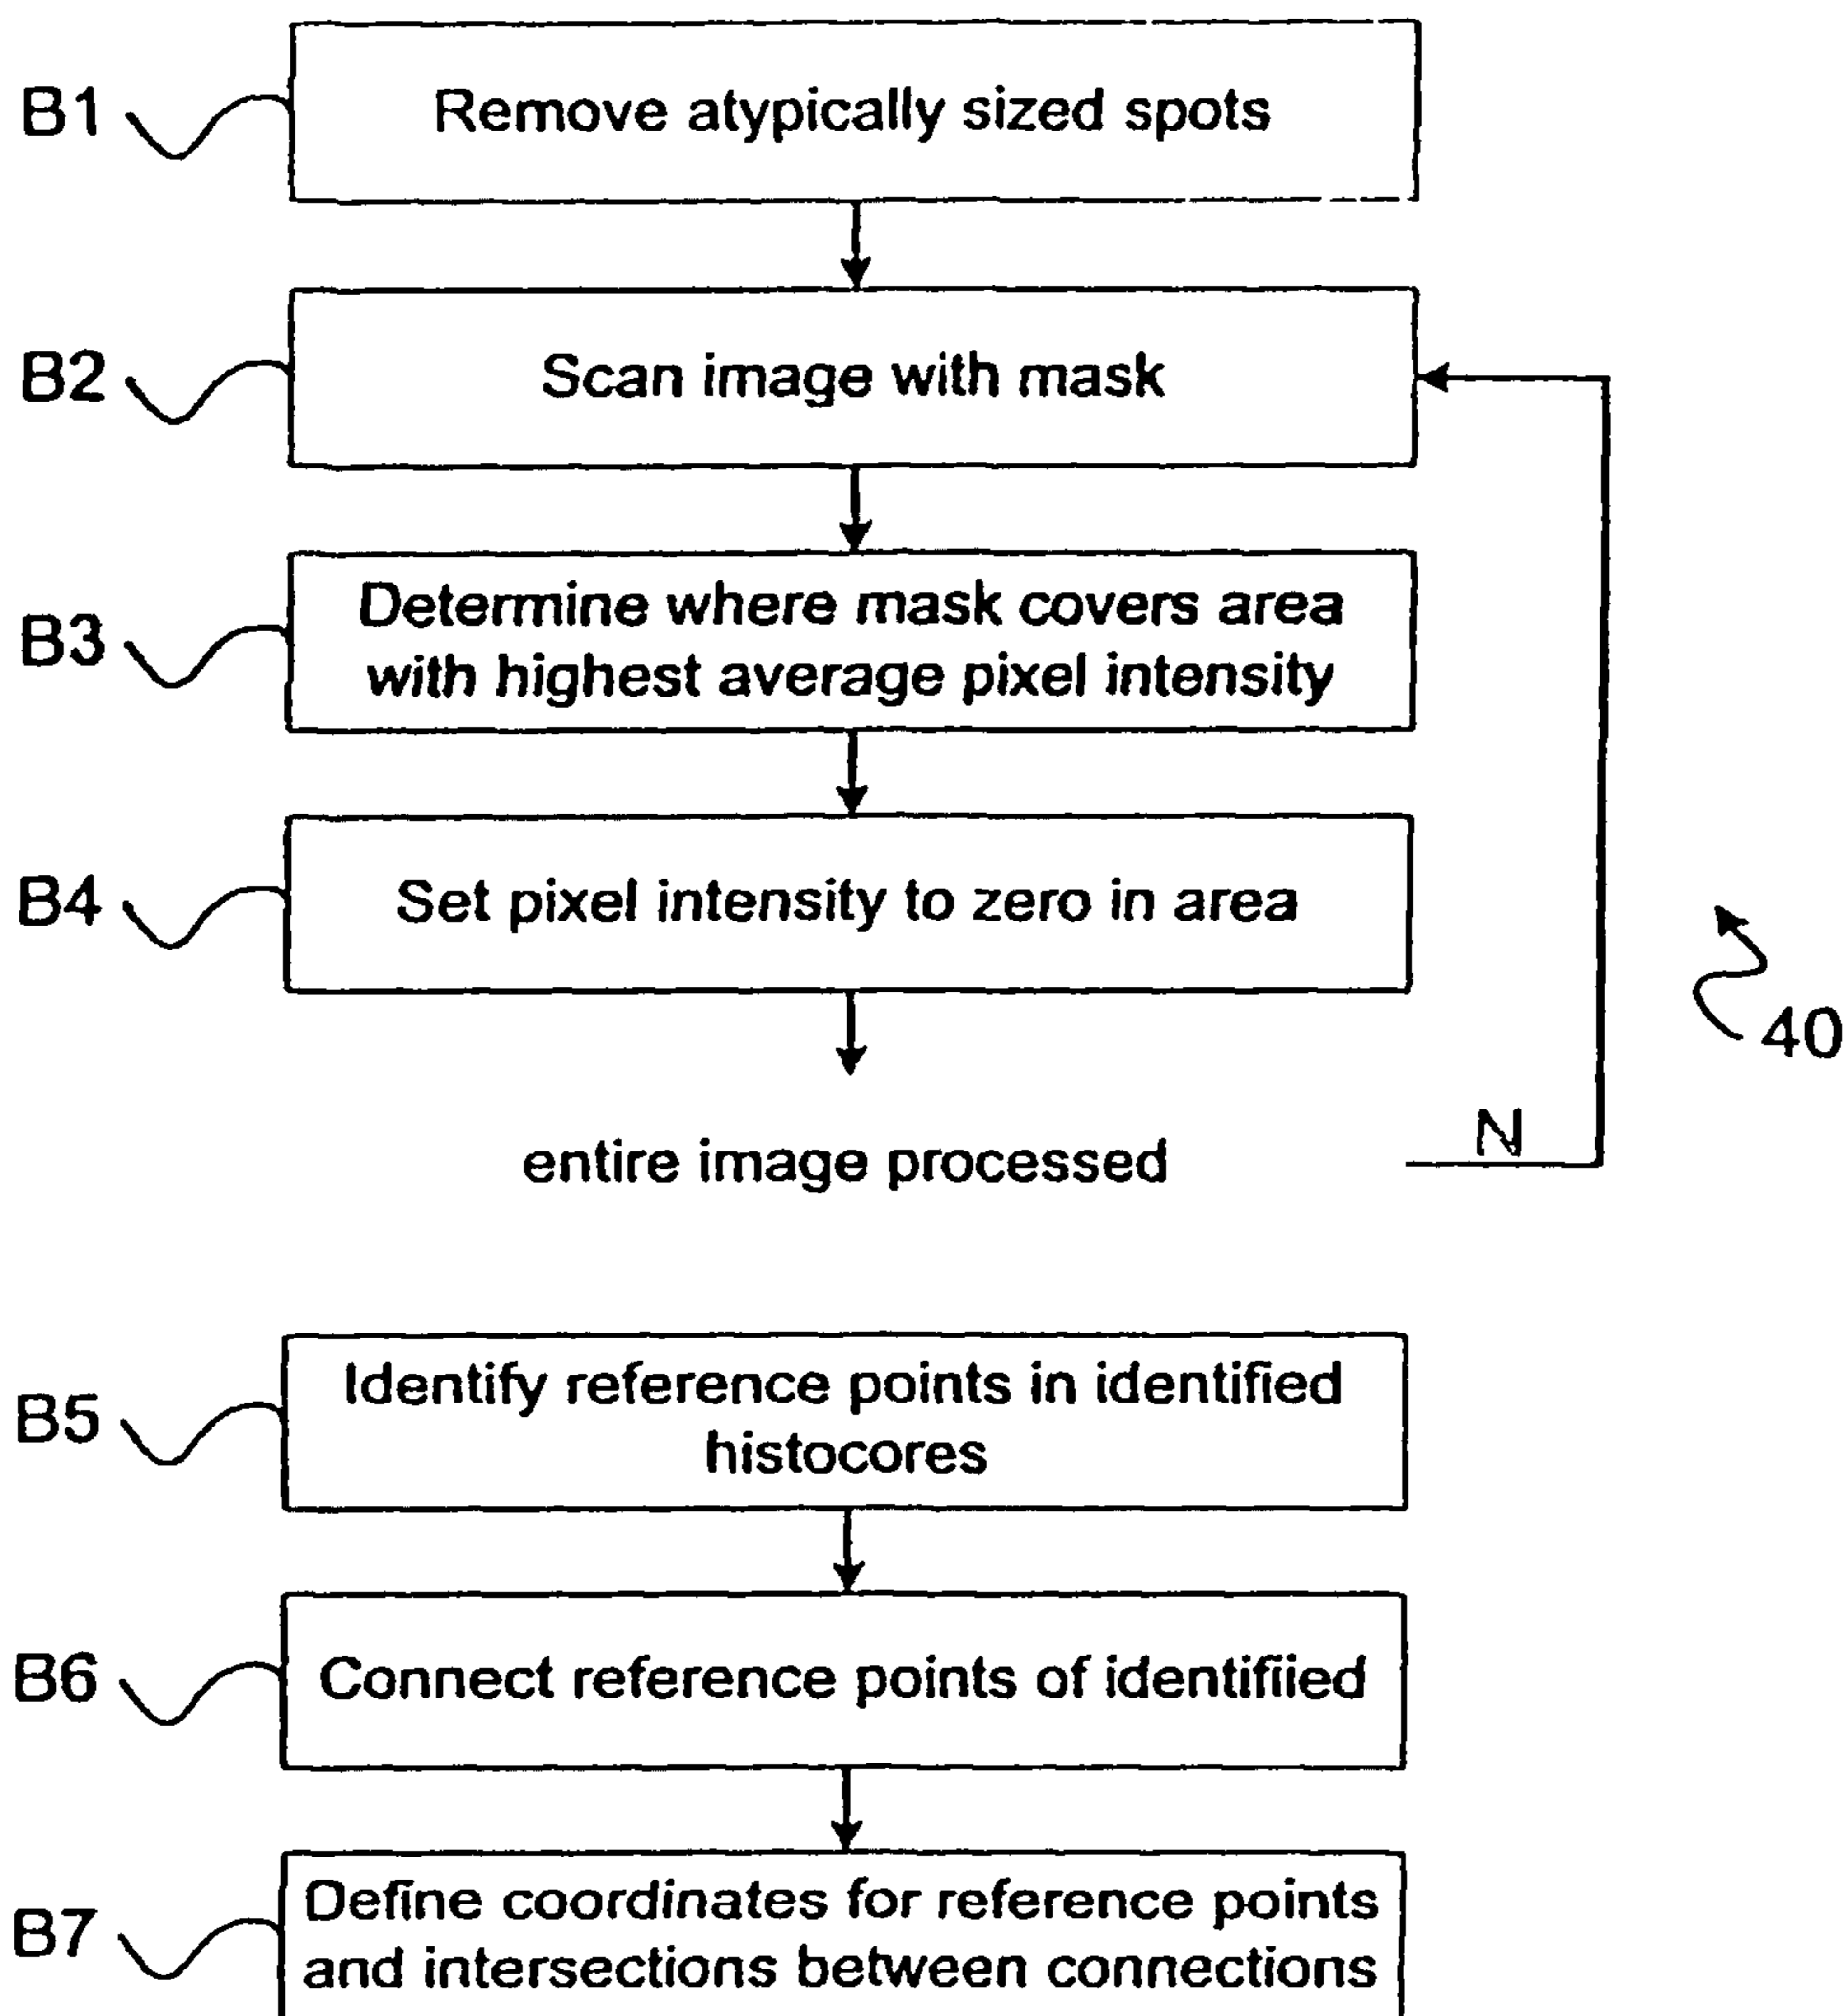 B1
Remove atypically sized spots
B2
Scan image with mask
B3
Determine where mask covers area
with highest average pixel intensity
B4
Set pixel intensity to zero in area
40
N
entire image processed
B5
Identify reference points in identified
histocores
B6
Connect reference points of identifiied
B7
Define coordinates for reference points
and intersections between connections